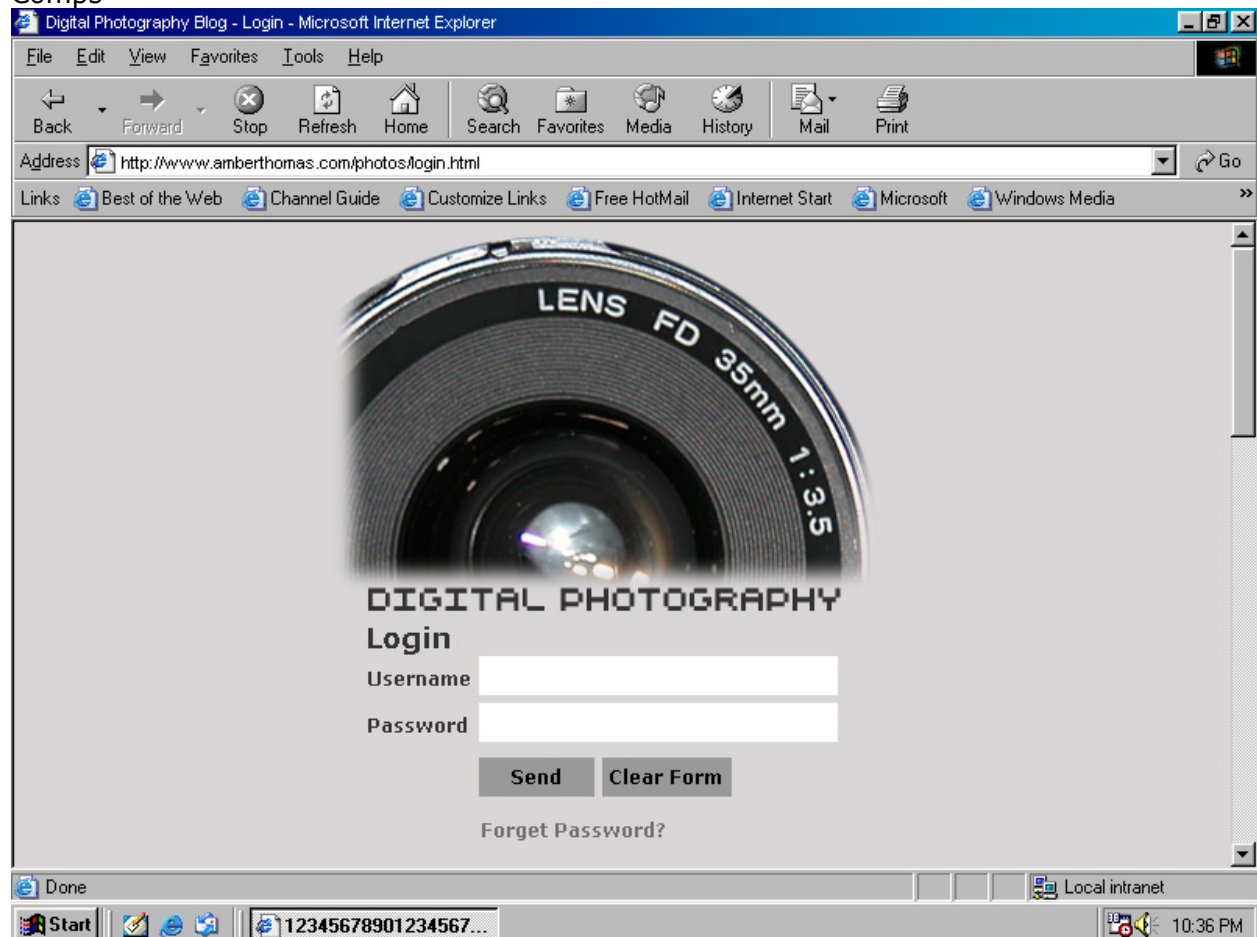 Comps
Digital Photography Blog - Login - Microsoft Internet Explorer
File Edit View Favorites Tools Help
Back Forward Stop Refresh Home Search Favorites Media History Mail Print
Address http://www.amberthomas.com/photos/login.html Go
Links Best of the Web Channel Guide Customize Links Free HotMail Internet Start Microsoft Windows Media »
LENS FD 35mm 1:3.5
DIGITAL PHOTOGRAPHY
Login
Username
Password
Send Clear Form
Forget Password?
Done Local intranet
Start 12345678901234567... 10:36 PM